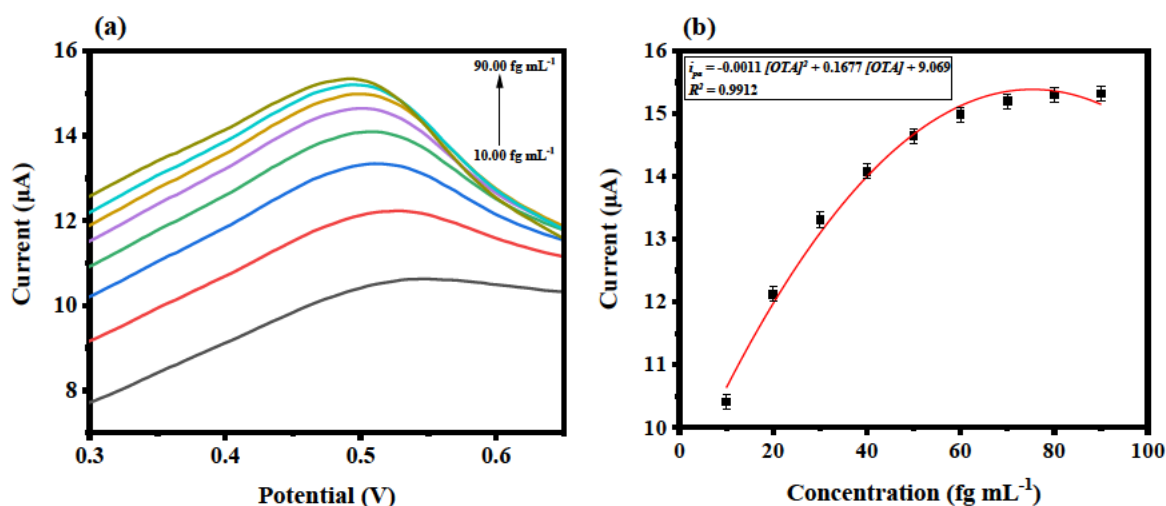 (a)
16
14
12
10
8
Current (µA)
0.3
0.4
0.5
0.6
Potential (V)
90.00 fg mL⁻¹
10.00 fg mL⁻¹
(b)
16
15
14
13
12
11
10
Current (µA)
0
20
40
60
80
100
Concentration (fg mL⁻¹)
i_pa = -0.0011 [OTA]² + 0.1677 [OTA] + 9.069
R² = 0.9912